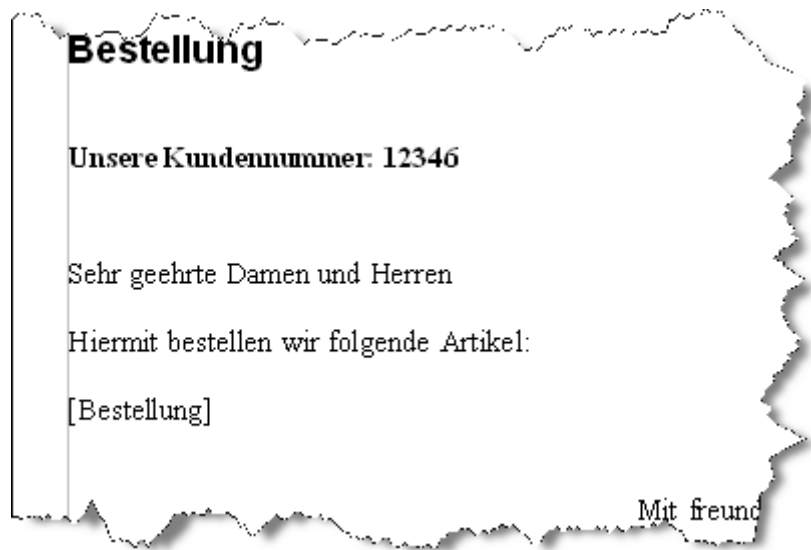 Bestellung
Unsere Kundennummer: 12346
Sehr geehrte Damen und Herren
Hiermit bestellen wir folgende Artikel:
[Bestellung]
Mit freund